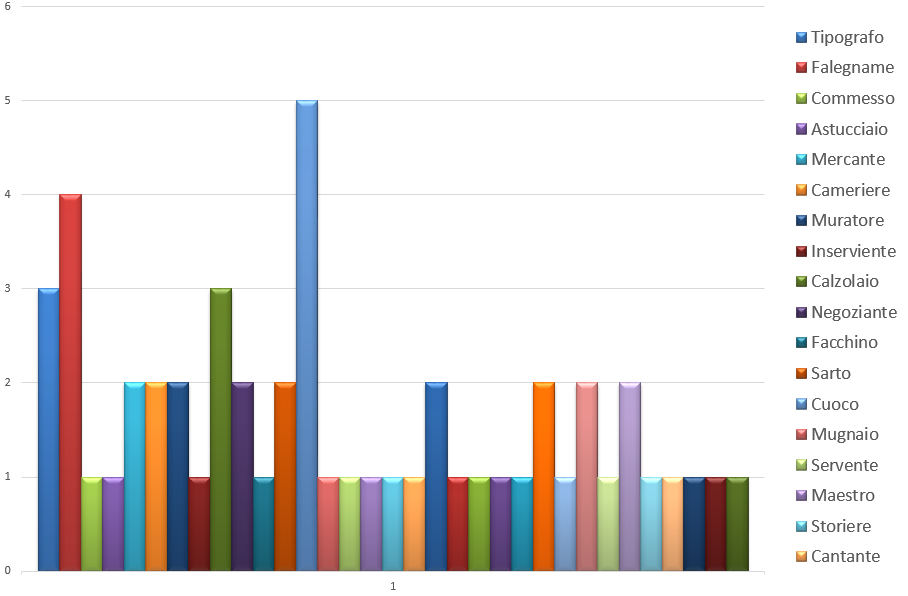 6
5
4
3
2
1
0
1
Tipografo
Falegname
Commesso
Astucciaio
Mercante
Cameriere
Muratore
Inserviente
Calzolaio
Negoziante
Facchino
Sarto
Cuoco
Mugnaio
Servente
Maestro
Storiere
Cantante